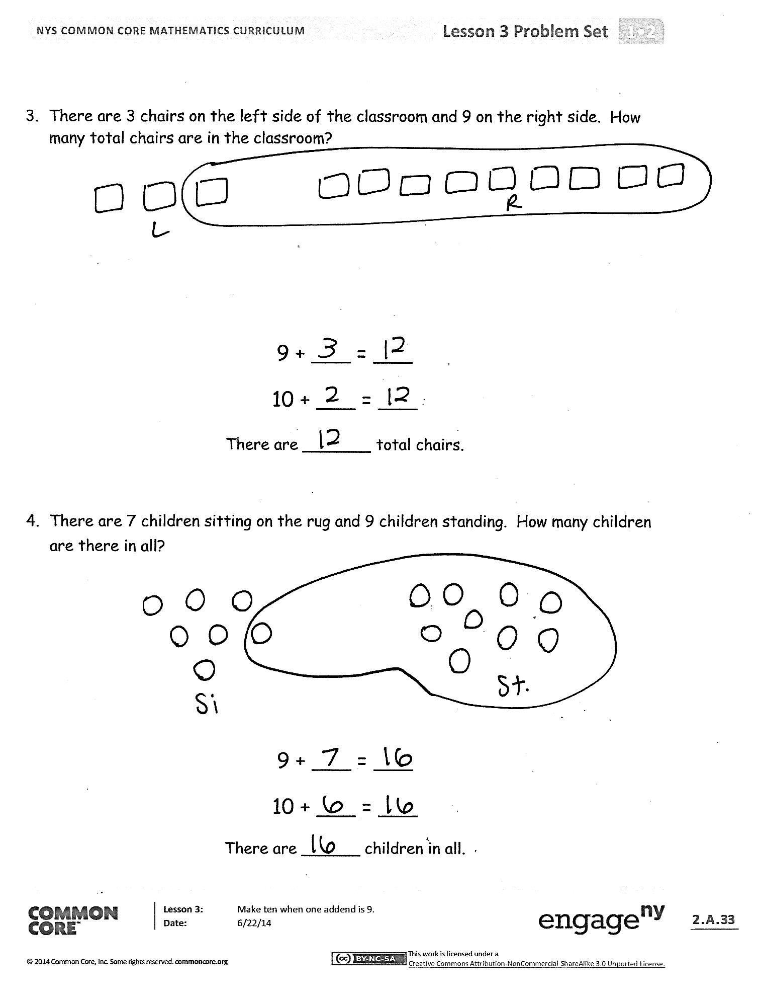 NYS COMMON CORE MATHEMATICS CURRICULUM Lesson 3 Problem Set 1•2
3. There are 3 chairs on the left side of the classroom and 9 on the right side. How
many total chairs are in the classroom?
R
L
9 + 3 = 12
10 + 2 = 12
There are 12 total chairs.
4. There are 7 children sitting on the rug and 9 children standing. How many children
are there in all?
St.
Si
9 + 7 = 16
10 + 6 = 16
There are 16 children in all.
COMMON
CORE™
Lesson 3: Make ten when one addend is 9.
Date: 6/22/14
engageny
2.A.33
© 2014 Common Core, Inc. Some rights reserved. commoncore.org
cc BY-NC-SA
This work is licensed under a
Creative Commons Attribution-NonCommercial-ShareAlike 3.0 Unported License.